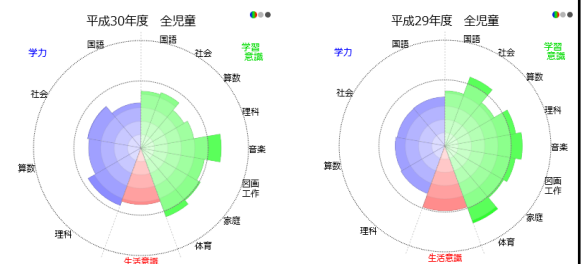 平成30年度　全児童
学力
国語
社会
算数
理科
生活意識
国語
社会
算数
理科
音楽
図画
工作
家庭
体育
学習
意識
平成29年度　全児童
学力
国語
社会
算数
理科
生活意識
国語
社会
算数
理科
音楽
図画
工作
家庭
体育
学習
意識